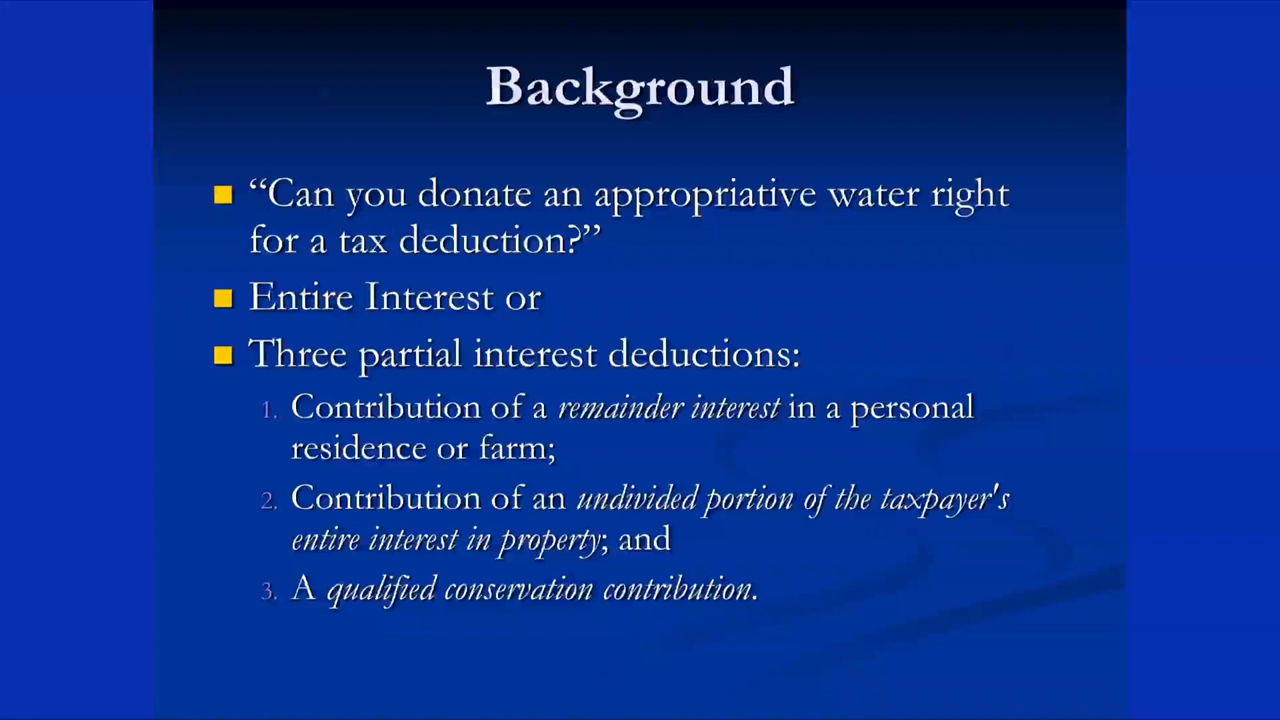 Background
“Can you donate an appropriative water right
for a tax deduction?”
Entire Interest or
Three partial interest deductions:
1. Contribution of a remainder interest in a personal
residence or farm;
2. Contribution of an undivided portion of the taxpayer's
entire interest in property; and
3. A qualified conservation contribution.